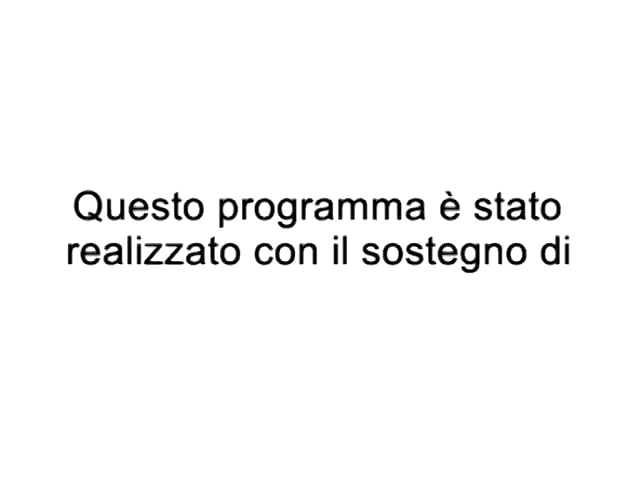 Questo programma è stato
realizzato con il sostegno di